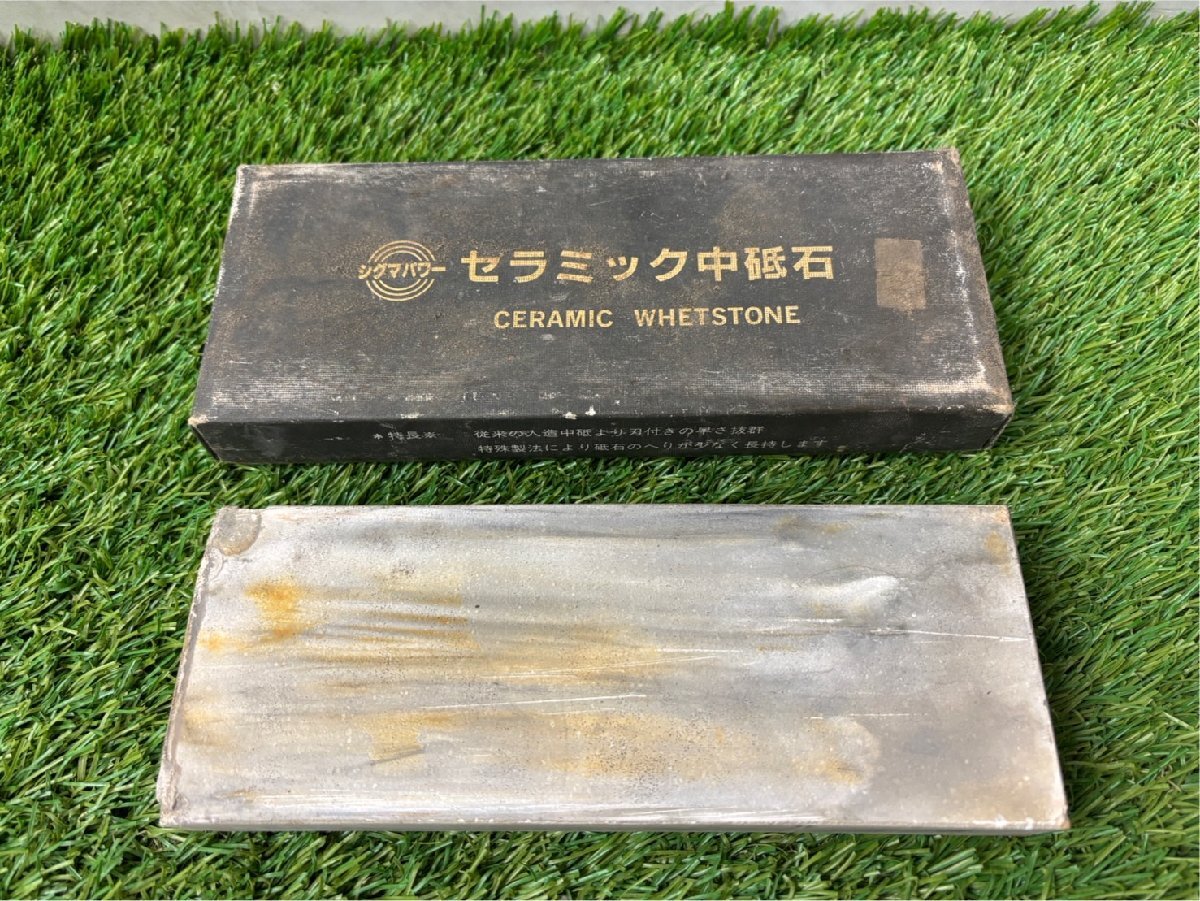 シグマパワー セラミック中砥石
CERAMIC WHETSTONE
特長 従来の人造中砥より刃付きの早さ抜群
特殊製法により砥石のへりが少なく長持します